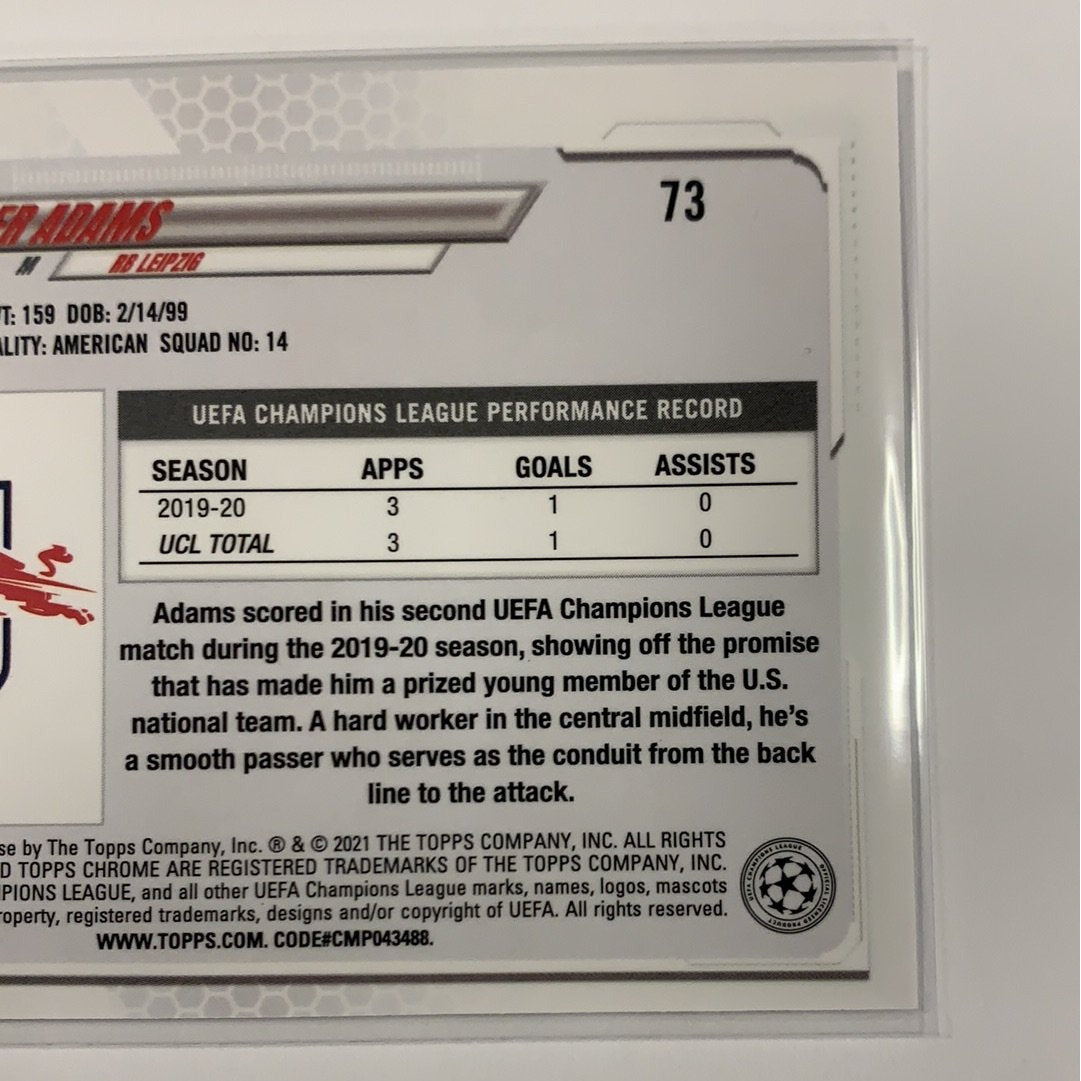 73
ER ADAMS
M RB LEIPZIG
T: 159 DOB: 2/14/99
ALITY: AMERICAN SQUAD NO: 14
UEFA CHAMPIONS LEAGUE PERFORMANCE RECORD
SEASON APPS GOALS ASSISTS
2019-20 3 1 0
UCL TOTAL 3 1 0
Adams scored in his second UEFA Champions League
match during the 2019-20 season, showing off the promise
that has made him a prized young member of the U.S.
national team. A hard worker in the central midfield, he's
a smooth passer who serves as the conduit from the back
line to the attack.
se by The Topps Company, Inc. ® & © 2021 THE TOPPS COMPANY, INC. ALL RIGHTS
D TOPPS CHROME ARE REGISTERED TRADEMARKS OF THE TOPPS COMPANY, INC.
PIONS LEAGUE, and all other UEFA Champions League marks, names, logos, mascots
roperty, registered trademarks, designs and/or copyright of UEFA. All rights reserved.
WWW.TOPPS.COM. CODE#CMP043488.
UEFA CHAMPIONS LEAGUE
OFFICIAL LICENSED PRODUCT